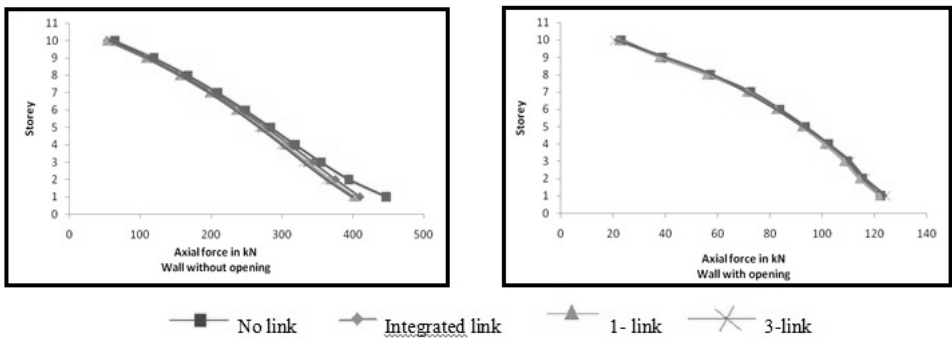 11
10
9
8
7
6
5
4
3
2
1
0
Storey
0 100 200 300 400 500
Axial force in kN
Wall without opening
11
10
9
8
7
6
5
4
3
2
1
0
Storey
0 20 40 60 80 100 120 140
Axial force in kN
Wall with opening
No link Integrated link 1- link 3-link